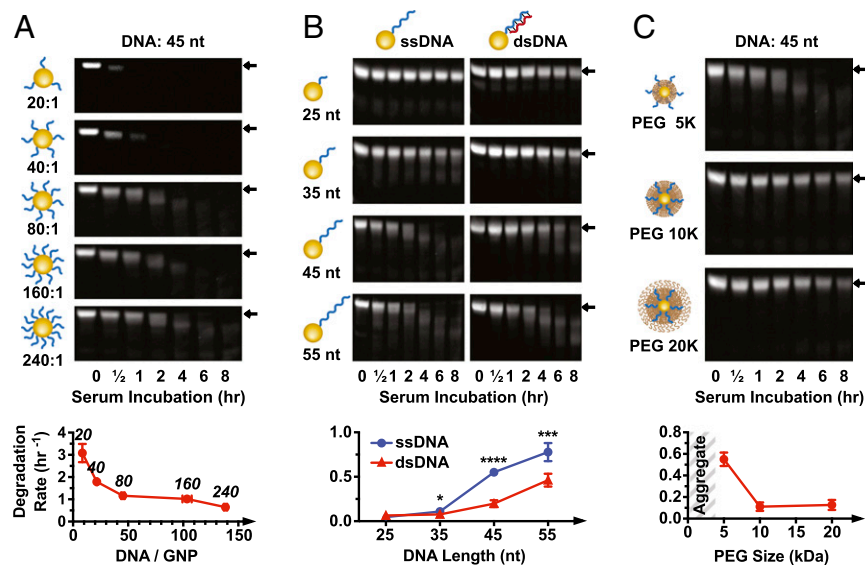 A
DNA: 45 nt
20:1
40:1
80:1
160:1
240:1
0 ½ 1 2 4 6 8
Serum Incubation (hr)
Degradation
Rate (hr⁻¹)
4
3
2
1
0
20
40
80
160
240
0 50 100 150
DNA / GNP
B
ssDNA dsDNA
25 nt
35 nt
45 nt
55 nt
0 ½ 1 2 4 6 8 0 ½ 1 2 4 6 8
Serum Incubation (hr)
1.0
0.5
0.0
ssDNA
dsDNA
*
****
***
25 35 45 55
DNA Length (nt)
C
DNA: 45 nt
PEG 5K
PEG 10K
PEG 20K
0 ½ 1 2 4 6 8
Serum Incubation (hr)
0.8
0.6
0.4
0.2
0.0
Aggregate
0 5 10 15 20
PEG Size (kDa)